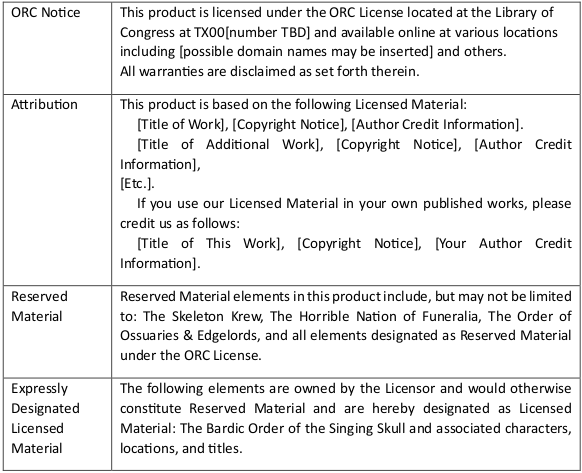 ORC Notice
This product is licensed under the ORC License located at the Library of
Congress at TX00[number TBD] and available online at various locations
including [possible domain names may be inserted] and others.
All warranties are disclaimed as set forth therein.
Attribution
This product is based on the following Licensed Material:
[Title of Work], [Copyright Notice], [Author Credit Information].
[Title of Additional Work], [Copyright Notice], [Author Credit
Information],
[Etc.].
If you use our Licensed Material in your own published works, please
credit us as follows:
[Title of This Work], [Copyright Notice], [Your Author Credit
Information].
Reserved
Material
Reserved Material elements in this product include, but may not be limited
to: The Skeleton Krew, The Horrible Nation of Funeralia, The Order of
Ossuaries & Edgelords, and all elements designated as Reserved Material
under the ORC License.
Expressly
Designated
Licensed
Material
The following elements are owned by the Licensor and would otherwise
constitute Reserved Material and are hereby designated as Licensed
Material: The Bardic Order of the Singing Skull and associated characters,
locations, and titles.